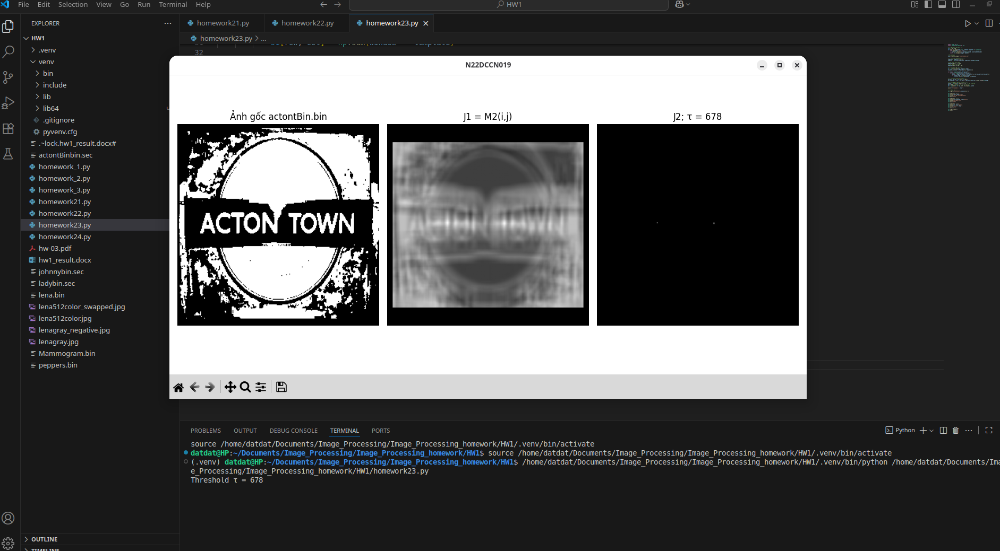 File Edit Selection View Go Run Terminal Help
HW1
EXPLORER
homework21.py
homework22.py
homework23.py
HW1
homework23.py > ...
.venv
32
venv
bin
include
lib
lib64
.gitignore
pyvenv.cfg
.~lock.hw1_result.docx#
actontBinbin.sec
homework_1.py
homework_2.py
homework_3.py
homework21.py
homework22.py
homework23.py
homework24.py
hw-03.pdf
hw1_result.docx
johnnybin.sec
ladybin.sec
lena.bin
lena512color_swapped.jpg
lena512color.jpg
lenagray_negative.jpg
lenagray.jpg
Mammogram.bin
peppers.bin
OUTLINE
TIMELINE
N22DCCN019
Ảnh gốc actontBin.bin
J1 = M2(i,j)
J2; τ = 678
ACTON TOWN
PROBLEMS OUTPUT DEBUG CONSOLE TERMINAL PORTS
Python
source /home/datdat/Documents/Image_Processing/Image_Processing_homework/HW1/.venv/bin/activate
datdat@HP:~/Documents/Image_Processing/Image_Processing_homework/HW1$ source /home/datdat/Documents/Image_Processing/Image_Processing_homework/HW1/.venv/bin/activate
(.venv) datdat@HP:~/Documents/Image_Processing/Image_Processing_homework/HW1$ /home/datdat/Documents/Image_Processing/Image_Processing_homework/HW1/.venv/bin/python /home/datdat/Documents/Imag
e_Processing/Image_Processing_homework/HW1/homework23.py
Threshold τ = 678